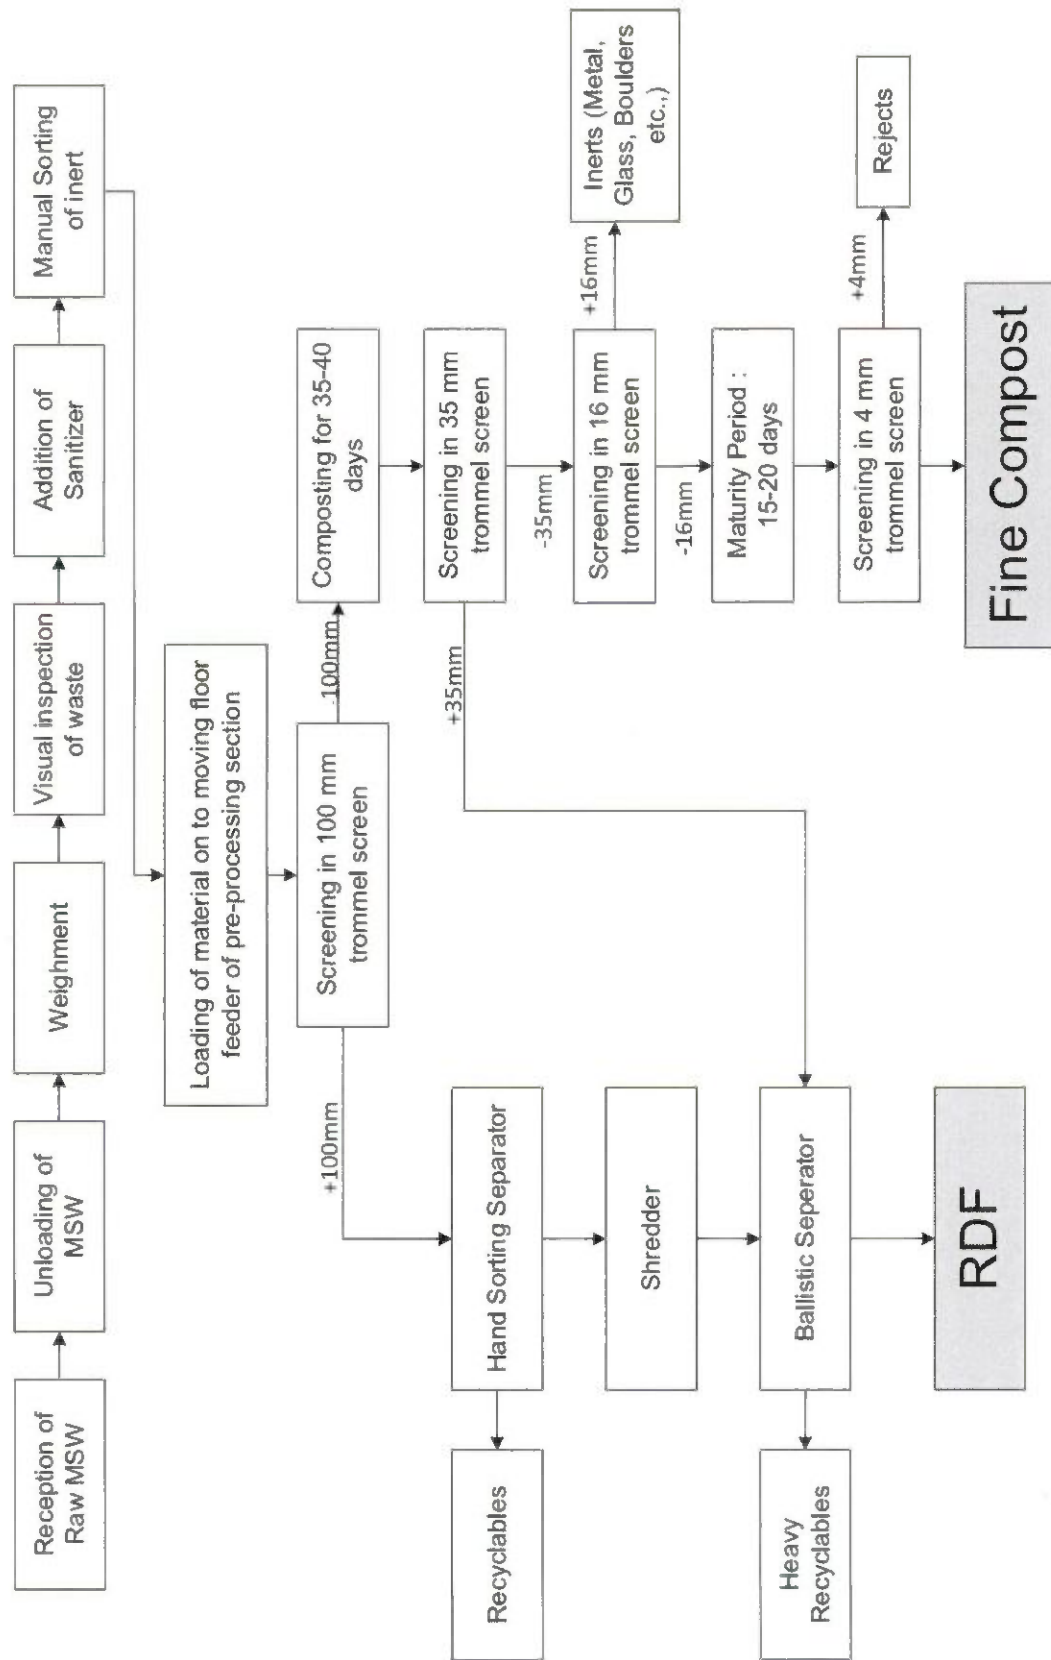 Reception of
Raw MSW
Unloading of
MSW
Weighment
Visual inspection
of waste
Addition of
Sanitizer
Manual Sorting
of inert
Loading of material on to moving floor
feeder of pre-processing section
Screening in 100 mm
trommel screen
+100mm
-100mm
Hand Sorting Separator
Recyclables
Shredder
Ballistic Seperator
Heavy
Recyclables
RDF
Composting for 35-40
days
Screening in 35 mm
trommel screen
+35mm
-35mm
Screening in 16 mm
trommel screen
+16mm
Inerts (Metal,
Glass, Boulders
etc.,)
-16mm
Maturity Period :
15-20 days
Screening in 4 mm
trommel screen
+4mm
Rejects
Fine Compost